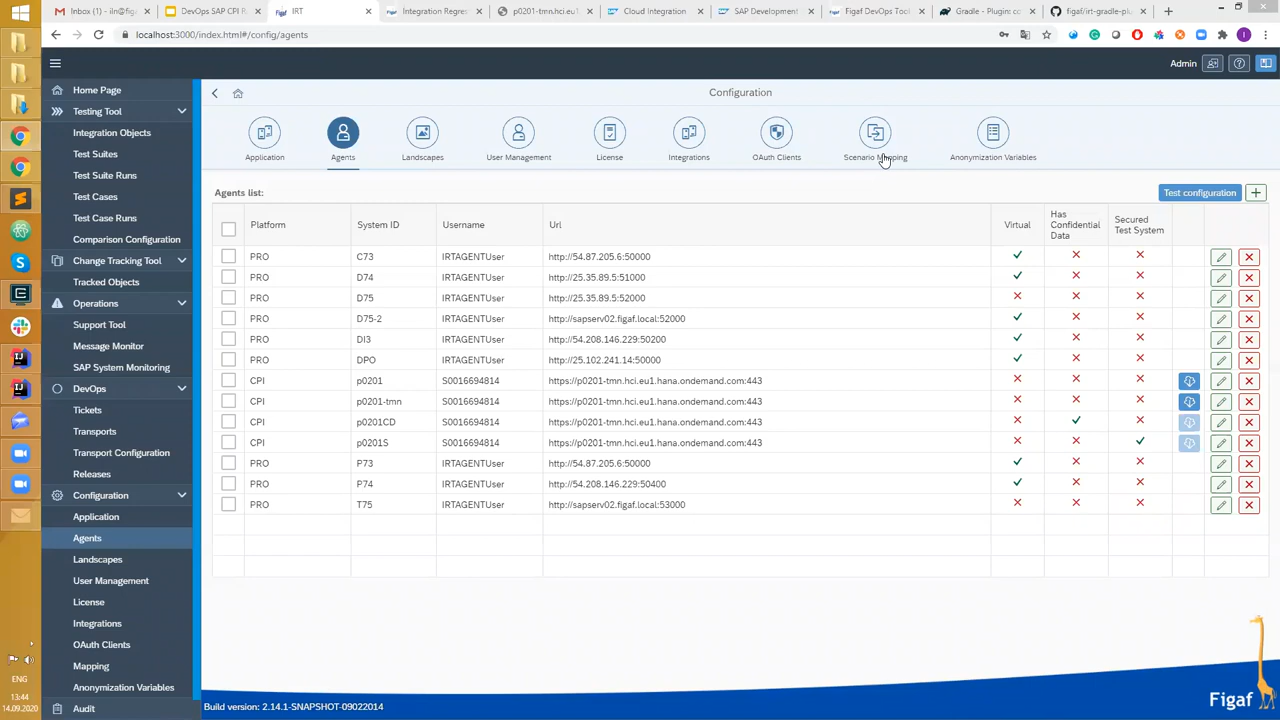 Inbox (1) - iln@figaf
DevOps SAP CPI R
IRT
Integration Regres
p0201-tmn.hci.eu1
Cloud Integration
SAP Development
Figaf DevOps Tool
Gradle - Plugin: co
figaf/irt-gradle-plu
localhost:3000/index.html#/config/agents
Admin
Home Page
Testing Tool
Integration Objects
Test Suites
Test Suite Runs
Test Cases
Test Case Runs
Comparison Configuration
Change Tracking Tool
Tracked Objects
Operations
Support Tool
Message Monitor
SAP System Monitoring
DevOps
Tickets
Transports
Transport Configuration
Releases
Configuration
Application
Agents
Landscapes
User Management
License
Integrations
OAuth Clients
Mapping
Anonymization Variables
Audit
Configuration
Application
Agents
Landscapes
User Management
License
Integrations
OAuth Clients
Scenario Mapping
Anonymization Variables
Agents list:
Test configuration
Platform System ID Username Url Virtual Has Confidential Data Secured Test System
PRO C73 IRTAGENTUser http://54.87.205.6:50000
PRO D74 IRTAGENTUser http://25.35.89.5:51000
PRO D75 IRTAGENTUser http://25.35.89.5:52000
PRO D75-2 IRTAGENTUser http://sapserv02.figaf.local:52000
PRO DI3 IRTAGENTUser http://54.208.146.229:50200
PRO DPO IRTAGENTUser http://25.102.241.14:50000
CPI p0201 S0016694814 https://p0201-tmn.hci.eu1.hana.ondemand.com:443
CPI p0201-tmn S0016694814 https://p0201-tmn.hci.eu1.hana.ondemand.com:443
CPI p0201CD S0016694814 https://p0201-tmn.hci.eu1.hana.ondemand.com:443
CPI p0201S S0016694814 https://p0201-tmn.hci.eu1.hana.ondemand.com:443
PRO P73 IRTAGENTUser http://54.87.205.6:50000
PRO P74 IRTAGENTUser http://54.208.146.229:50400
PRO T75 IRTAGENTUser http://sapserv02.figaf.local:53000
Build version: 2.14.1-SNAPSHOT-09022014
Figaf
ENG
13:44
14.09.2020